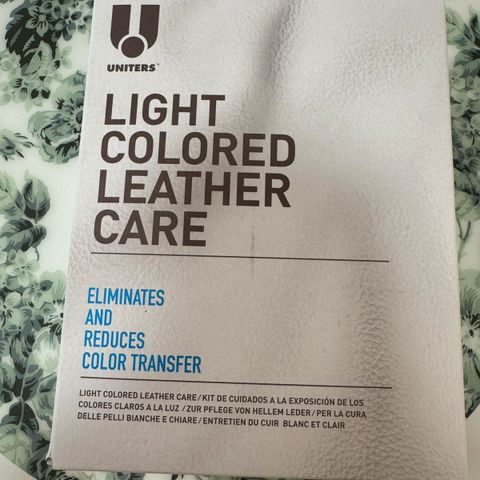 UNITERS
LIGHT
COLORED
LEATHER
CARE
ELIMINATES
AND
REDUCES
COLOR TRANSFER
LIGHT COLORED LEATHER CARE/KIT DE CUIDADOS A LA EXPOSICIÓN DE LOS
COLORES CLAROS A LA LUZ /ZUR PFLEGE VON HELLEM LEDER/PER LA CURA
DELLE PELLI BIANCHE E CHIARE/ENTRETIEN DU CUIR BLANC ET CLAIR